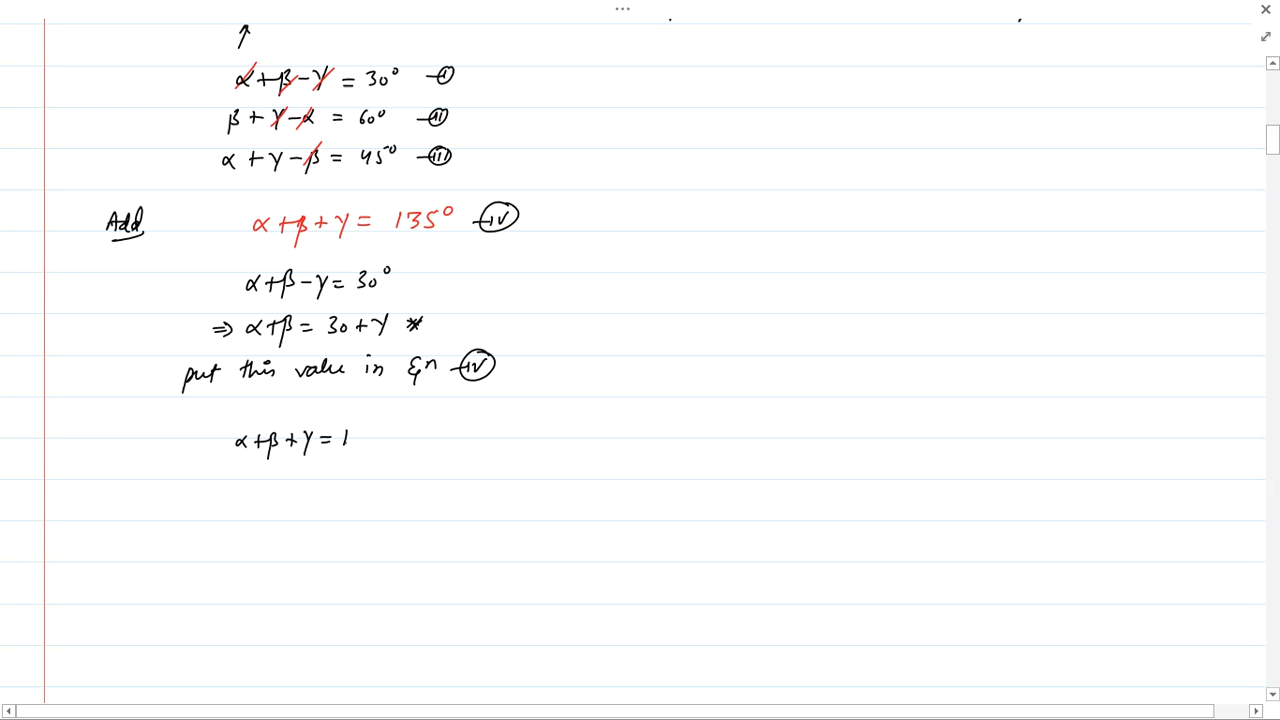 α + β - γ = 30° -(I)
β + γ - α = 60° -(II)
α + γ - β = 45° -(III)
Add α + β + γ = 135° -(IV)
α + β - γ = 30°
⇒ α + β = 30 + γ *
put this value in Eqn -(IV)
α + β + γ = 1